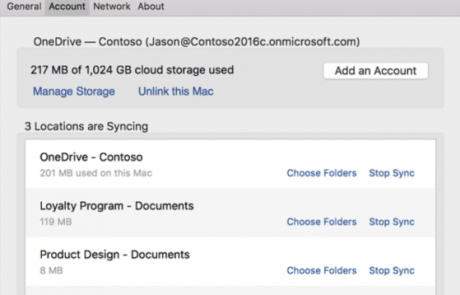 General Account Network About
OneDrive — Contoso (Jason@Contoso2016c.onmicrosoft.com)
217 MB of 1,024 GB cloud storage used Add an Account
Manage Storage Unlink this Mac
3 Locations are Syncing
OneDrive - Contoso
201 MB used on this Mac Choose Folders Stop Sync
Loyalty Program - Documents
119 MB Choose Folders Stop Sync
Product Design - Documents
8 MB Choose Folders Stop Sync